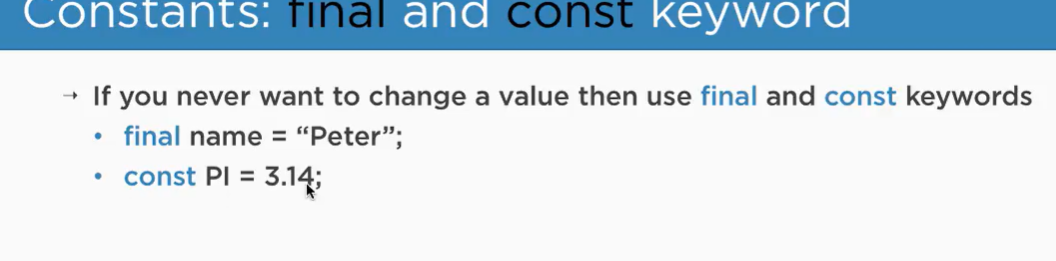 Constants: final and const keyword
→ If you never want to change a value then use final and const keywords
• final name = “Peter”;
• const PI = 3.14;